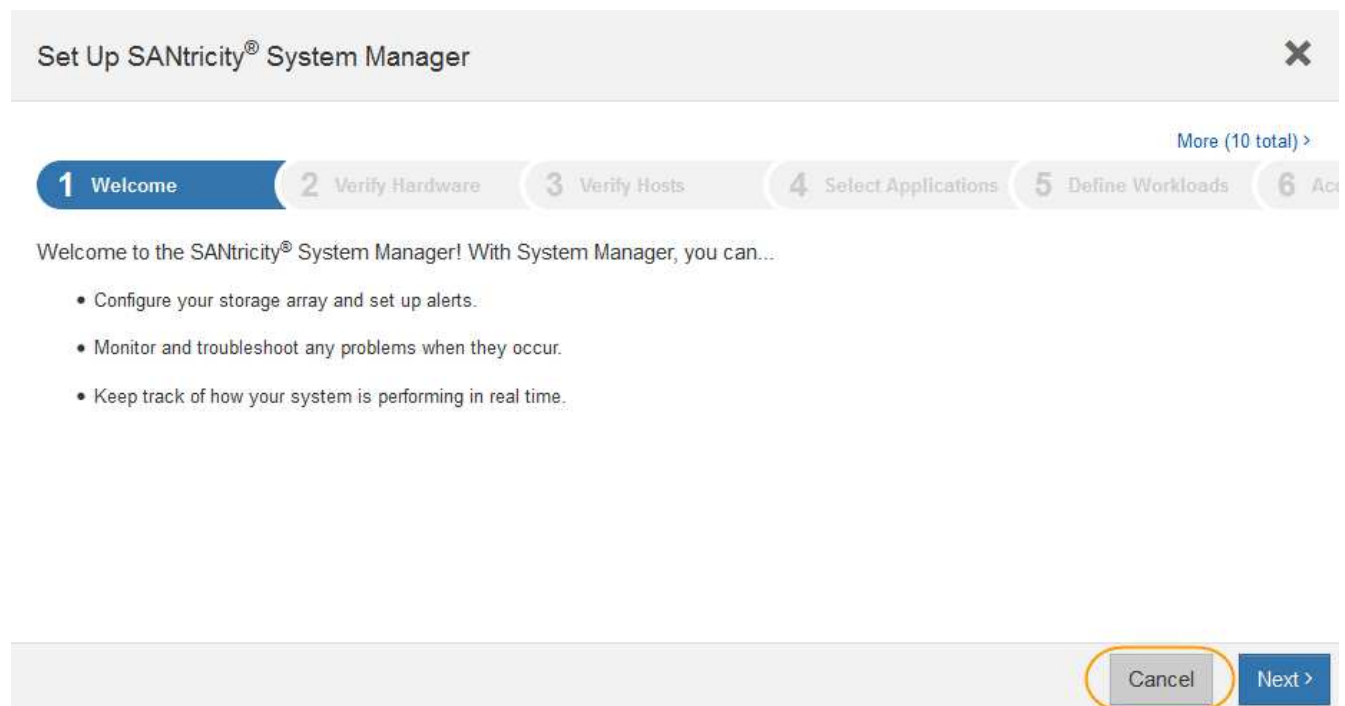 Set Up SANtricity® System Manager
More (10 total) >
1 Welcome
2 Verify Hardware
3 Verify Hosts
4 Select Applications
5 Define Workloads
6
Welcome to the SANtricity® System Manager! With System Manager, you can...
• Configure your storage array and set up alerts.
• Monitor and troubleshoot any problems when they occur.
• Keep track of how your system is performing in real time.
Cancel
Next >